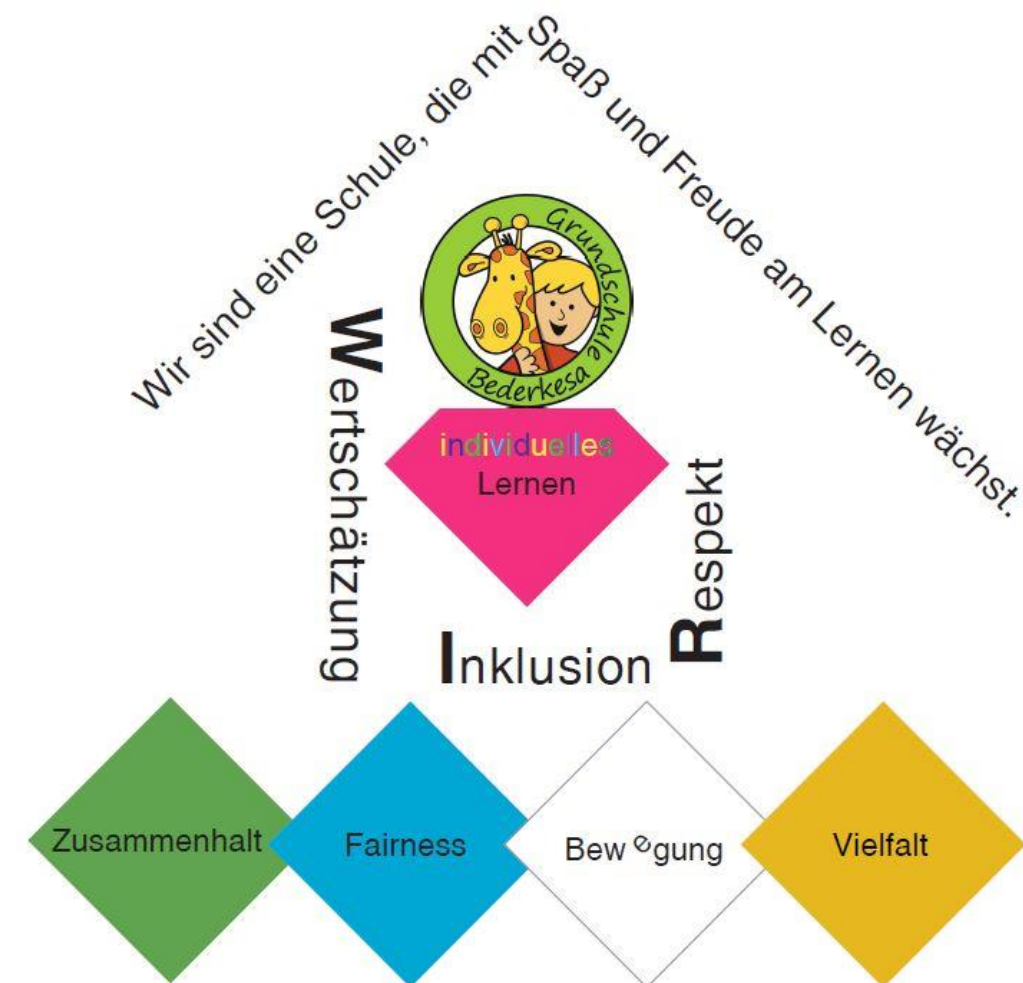 Wir sind eine Schule, die mit
Spaß und Freude am Lernen wächst.
Grundschule
Bederkesa
individuelles
Lernen
Wertschätzung
Inklusion
Respekt
Zusammenhalt
Fairness
Bewegung
Vielfalt